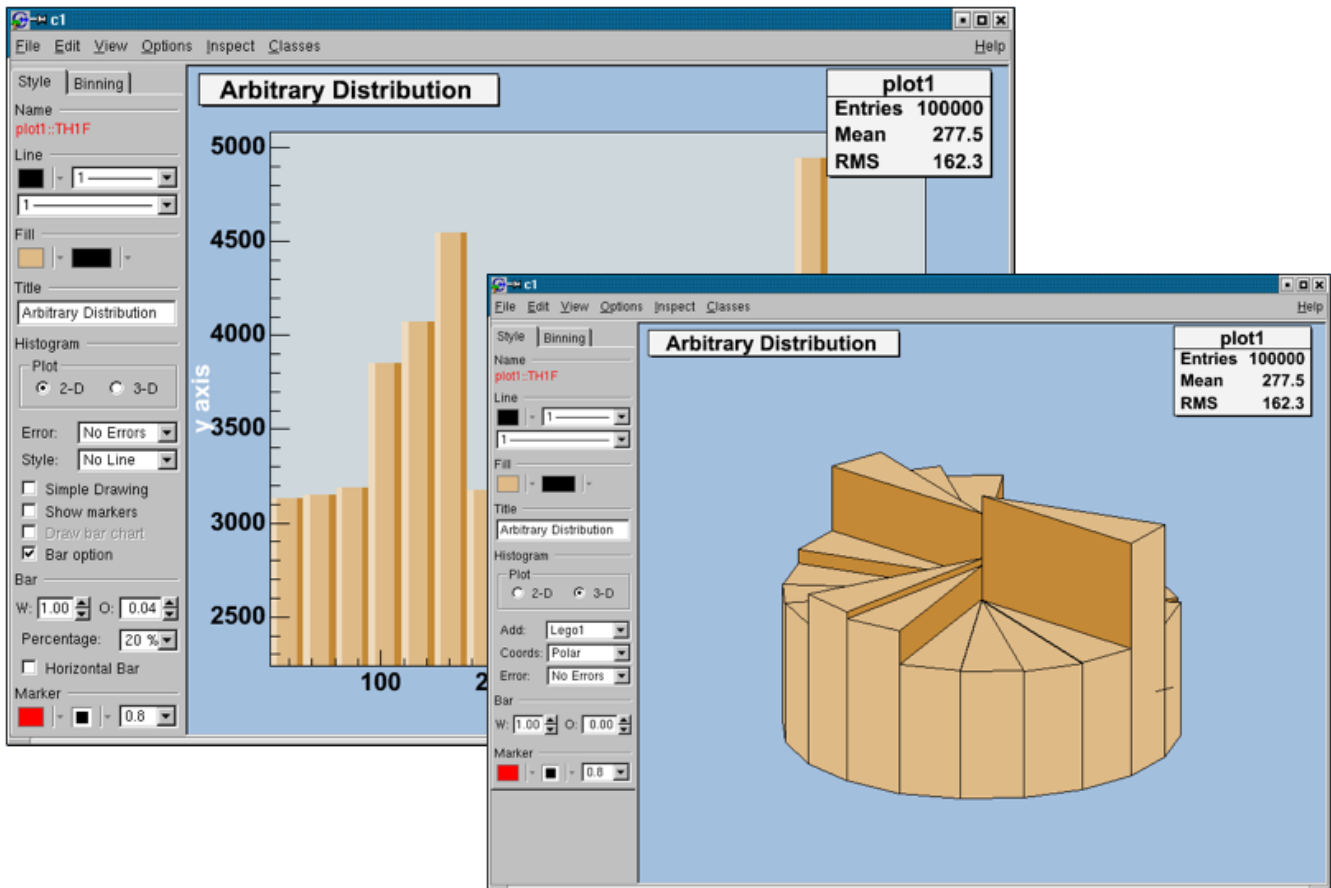 c1
File Edit View Options Inspect Classes Help
Style Binning
Name
plot1::TH1F
Line
1
1
Fill
Title
Arbitrary Distribution
Histogram
Plot
2-D 3-D
Error: No Errors
Style: No Line
Simple Drawing
Show markers
Draw bar chart
Bar option
Bar
W: 1.00 O: 0.04
Percentage: 20 %
Horizontal Bar
Marker
0.8
Arbitrary Distribution
plot1
Entries 100000
Mean 277.5
RMS 162.3
5000
4500
4000
3500
3000
2500
y axis
100 2
c1
File Edit View Options Inspect Classes Help
Style Binning
Name
plot1::TH1F
Line
1
1
Fill
Title
Arbitrary Distribution
Histogram
Plot
2-D 3-D
Add: Lego1
Coords: Polar
Error: No Errors
Bar
W: 1.00 O: 0.00
Marker
0.8
Arbitrary Distribution
plot1
Entries 100000
Mean 277.5
RMS 162.3